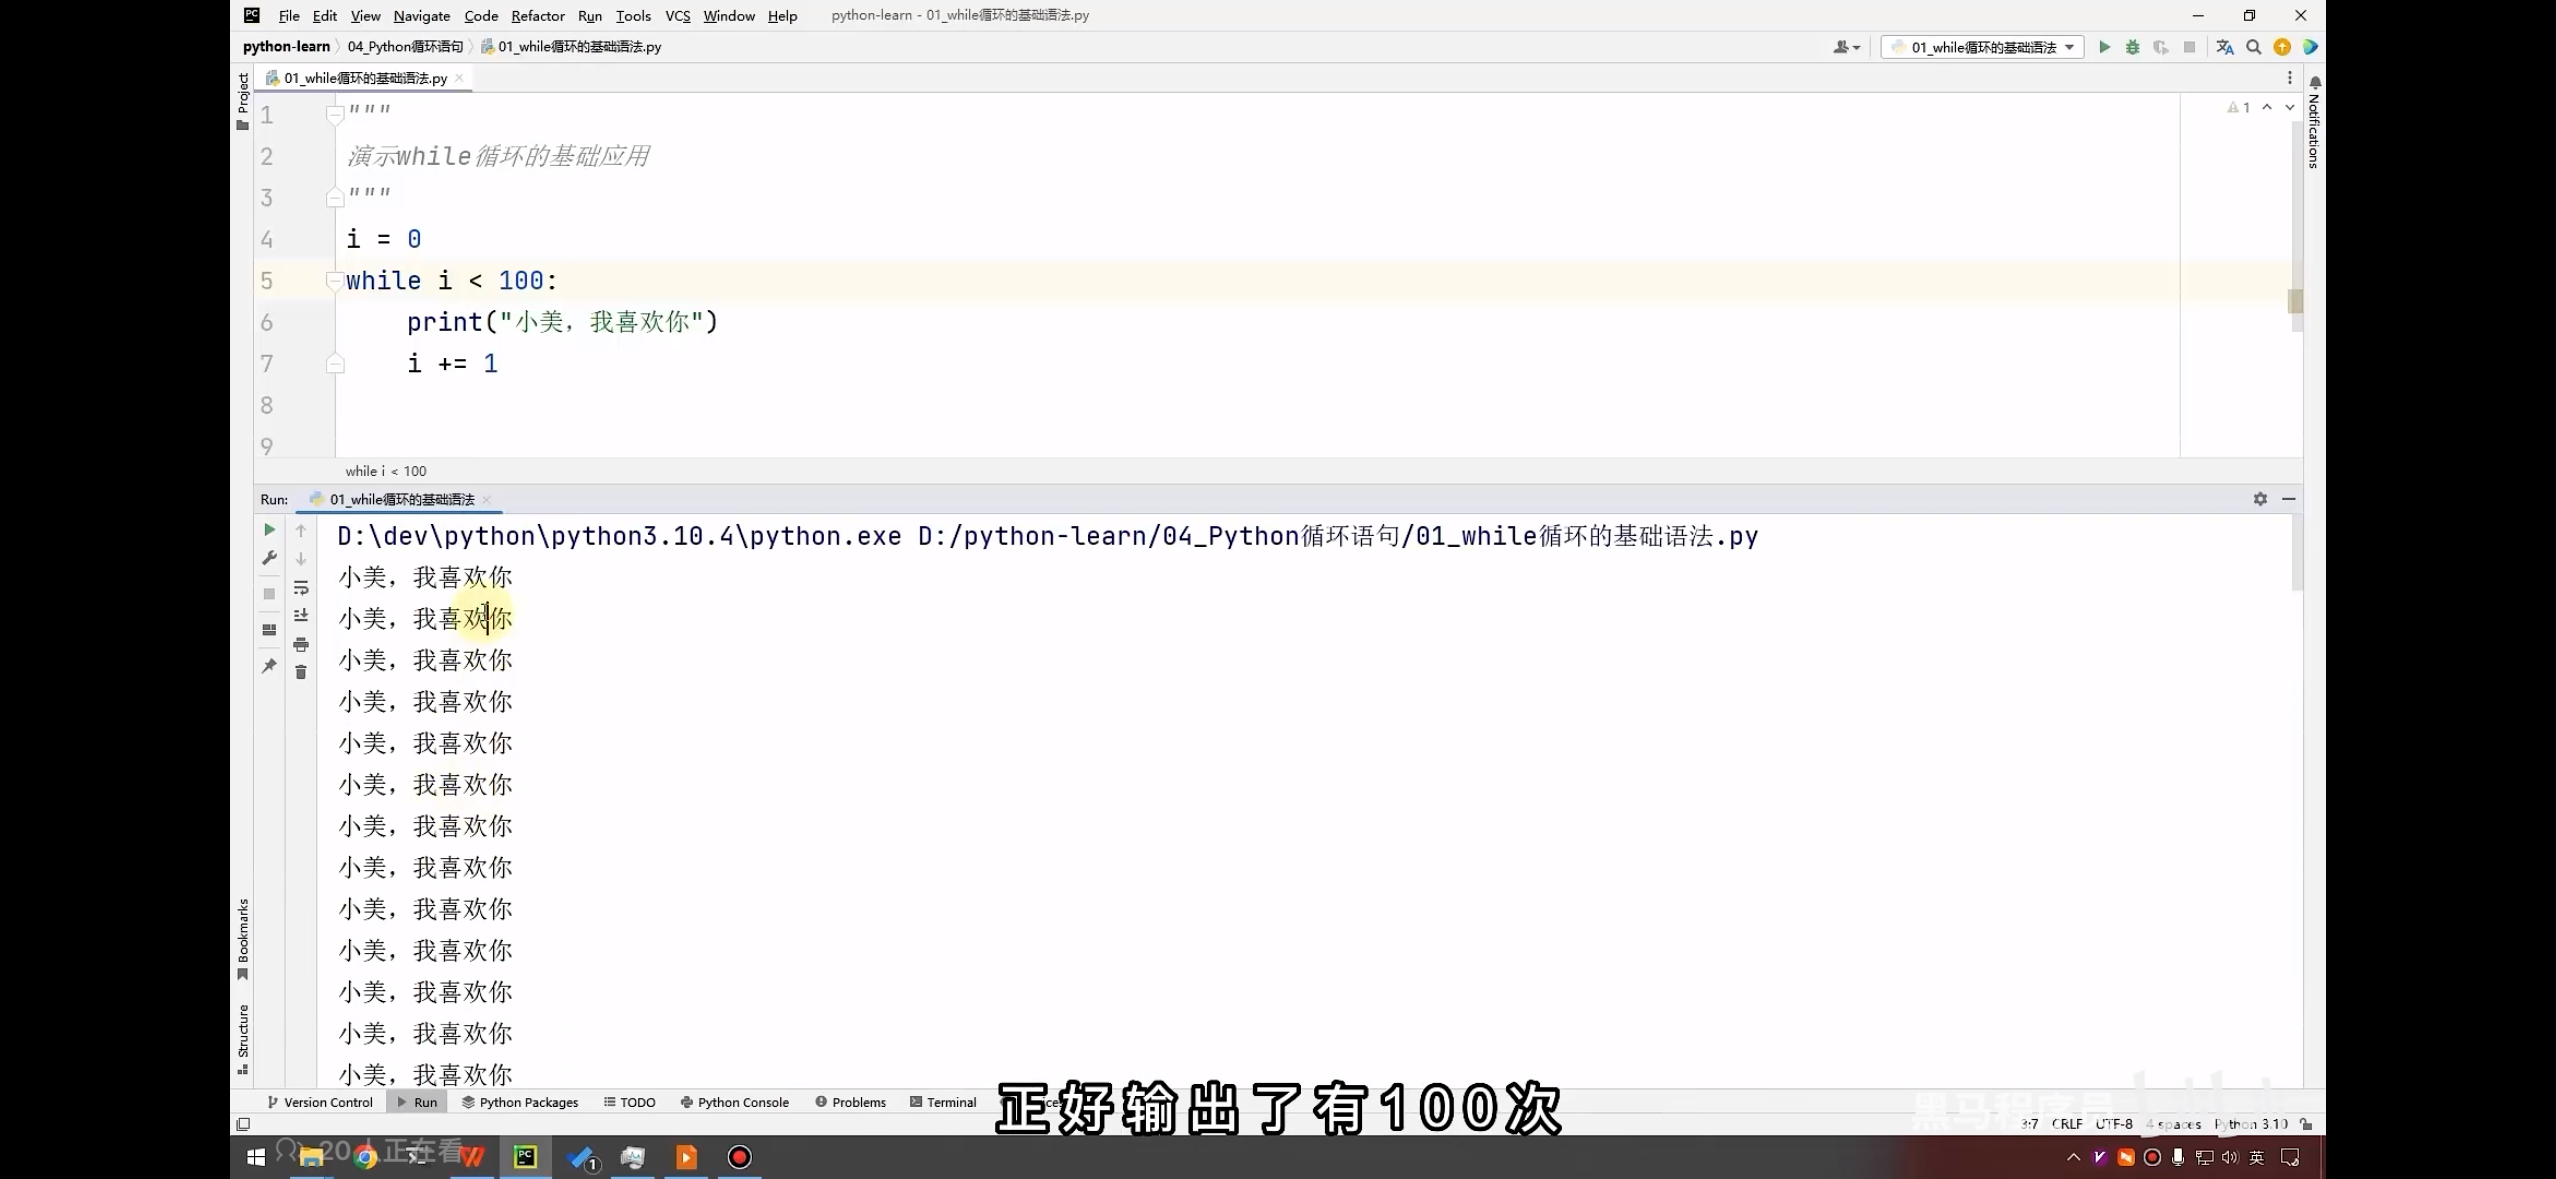 File Edit View Navigate Code Refactor Run Tools VCS Window Help python-learn - 01_while循环的基础语法.py
python-learn 04_Python循环语句 01_while循环的基础语法.py 01_while循环的基础语法
Project
01_while循环的基础语法.py
Notifications
1 """
1
2 演示while循环的基础应用
3 """
4 i = 0
5 while i < 100:
6 print("小美，我喜欢你")
7 i += 1
8
9
while i < 100
Run: 01_while循环的基础语法
D:\dev\python\python3.10.4\python.exe D:/python-learn/04_Python循环语句/01_while循环的基础语法.py
小美，我喜欢你
小美，我喜欢你
小美，我喜欢你
小美，我喜欢你
小美，我喜欢你
小美，我喜欢你
小美，我喜欢你
小美，我喜欢你
小美，我喜欢你
小美，我喜欢你
小美，我喜欢你
小美，我喜欢你
小美，我喜欢你
Bookmarks
Structure
Version Control Run TODO Python Packages Python Console Problems Terminal
正好输出了有100次
黑马程序员
3:7 CRLF UTF-8 4 spaces Python 3.10
20人正在看
英